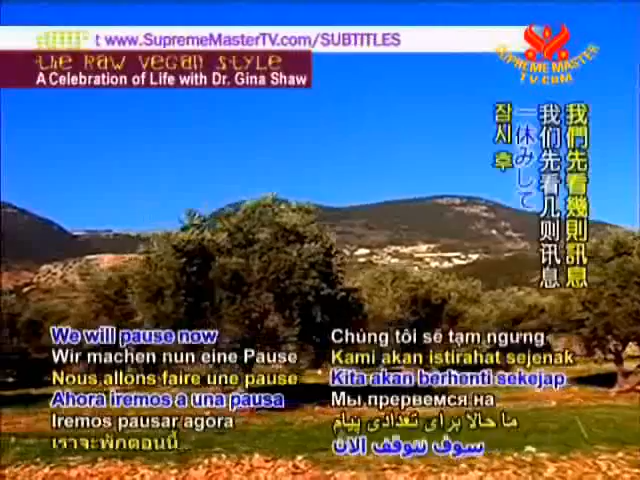 t www.SupremeMasterTV.com/SUBTITLES
the Raw Vegan Style
A Celebration of Life with Dr. Gina Shaw
SUPREME MASTER
TV.COM
我們先看幾則訊息
我们先看几则讯息
一休みして
잠시 후
We will pause now
Wir machen nun eine Pause
Nous allons faire une pause
Ahora iremos a una pausa
Iremos pausar agora
เราจะพักตอนนี้
Chúng tôi sẽ tạm ngưng
Kami akan istirahat sejenak
Kita akan berhenti sekejap
Мы прервемся на
ما حالا برای تعدادی پیام
سوف نتوقف الآن